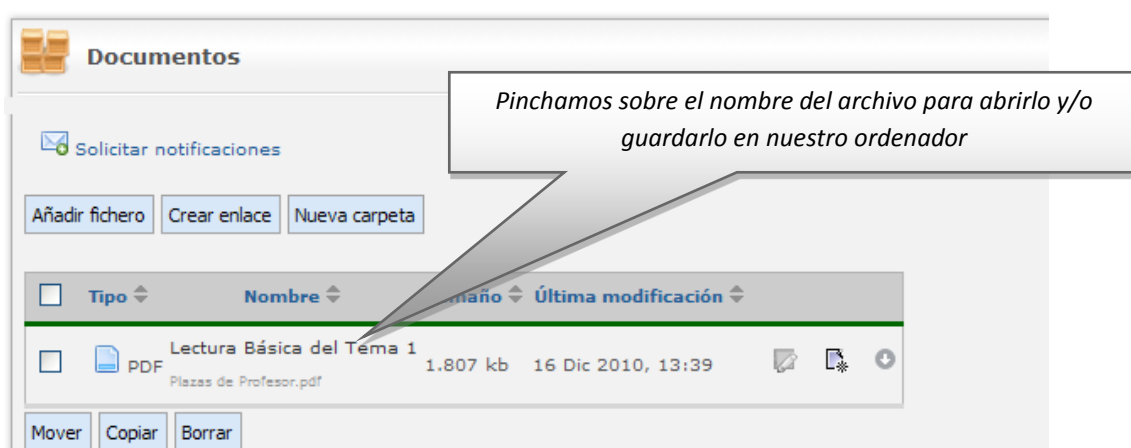 Documentos
Pinchamos sobre el nombre del archivo para abrirlo y/o
guardarlo en nuestro ordenador
Solicitar notificaciones
Añadir fichero Crear enlace Nueva carpeta
Tipo Nombre Tamaño Última modificación
PDF Lectura Básica del Tema 1 1.807 kb 16 Dic 2010, 13:39
Plazas de Profesor.pdf
Mover Copiar Borrar